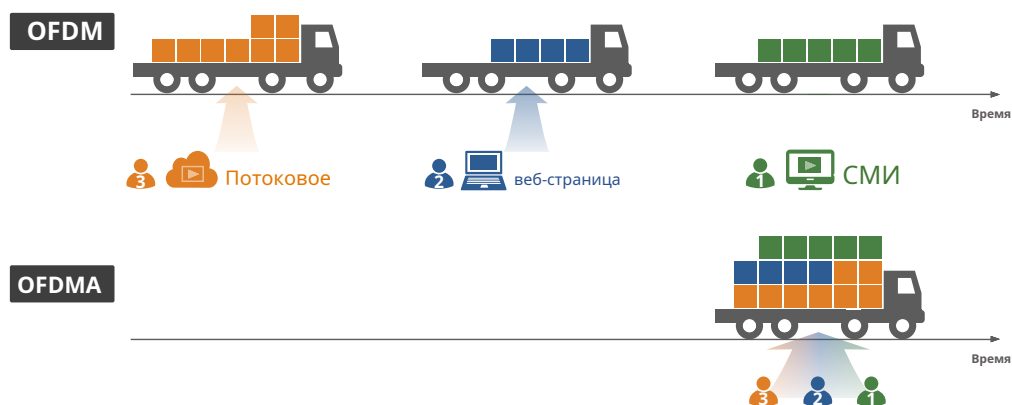 OFDM
Время
3 Потоковое
2 веб-страница
1 СМИ
OFDMA
Время
3 2 1